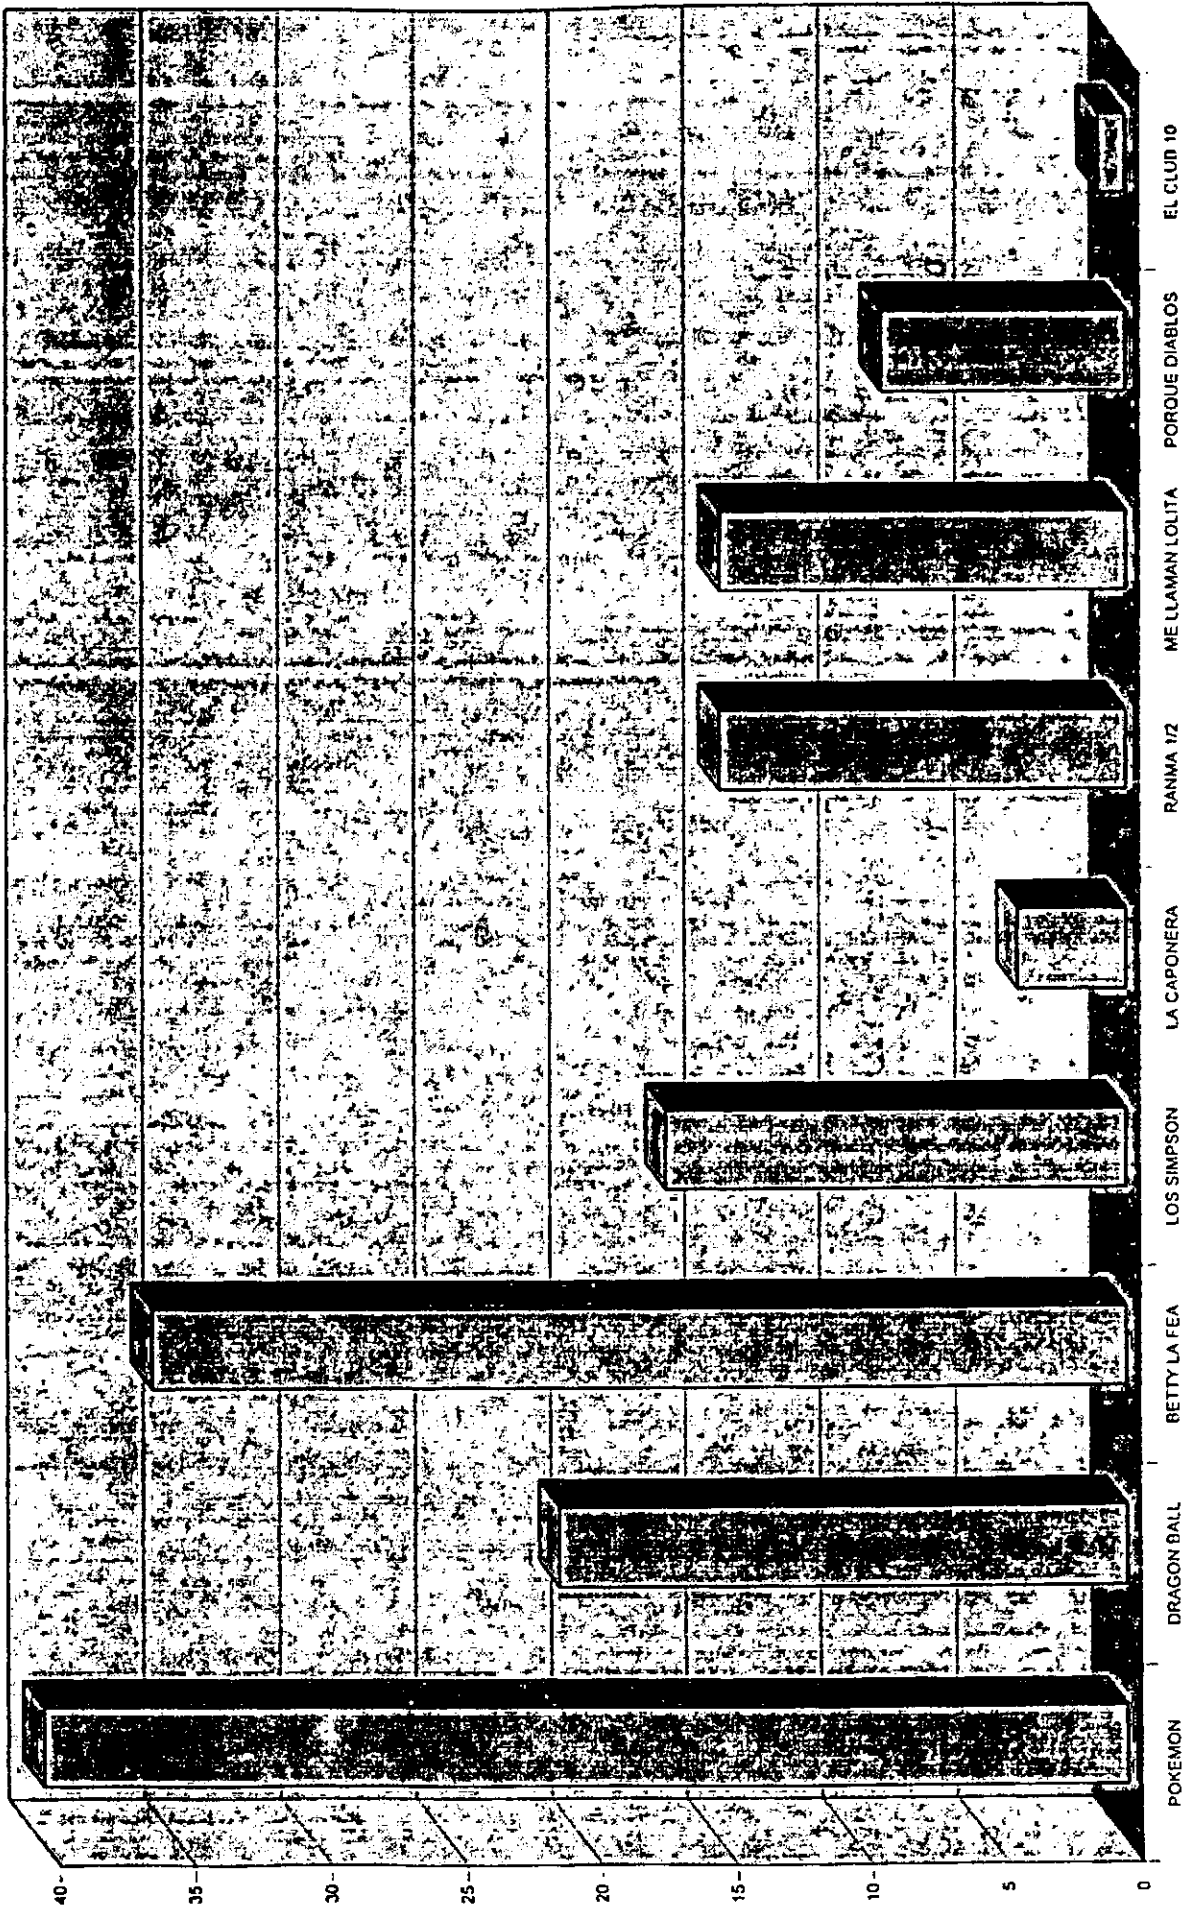 40-
35-
30-
25-
20-
15-
10-
5
0
POKEMON
DRAGON BALL
BETTY LA FEA
LOS SIMPSON
LA CAPONERA
RANMA 1/2
ME LLAMAN LOLITA
PORQUE DIABLOS
EL CLUD 10